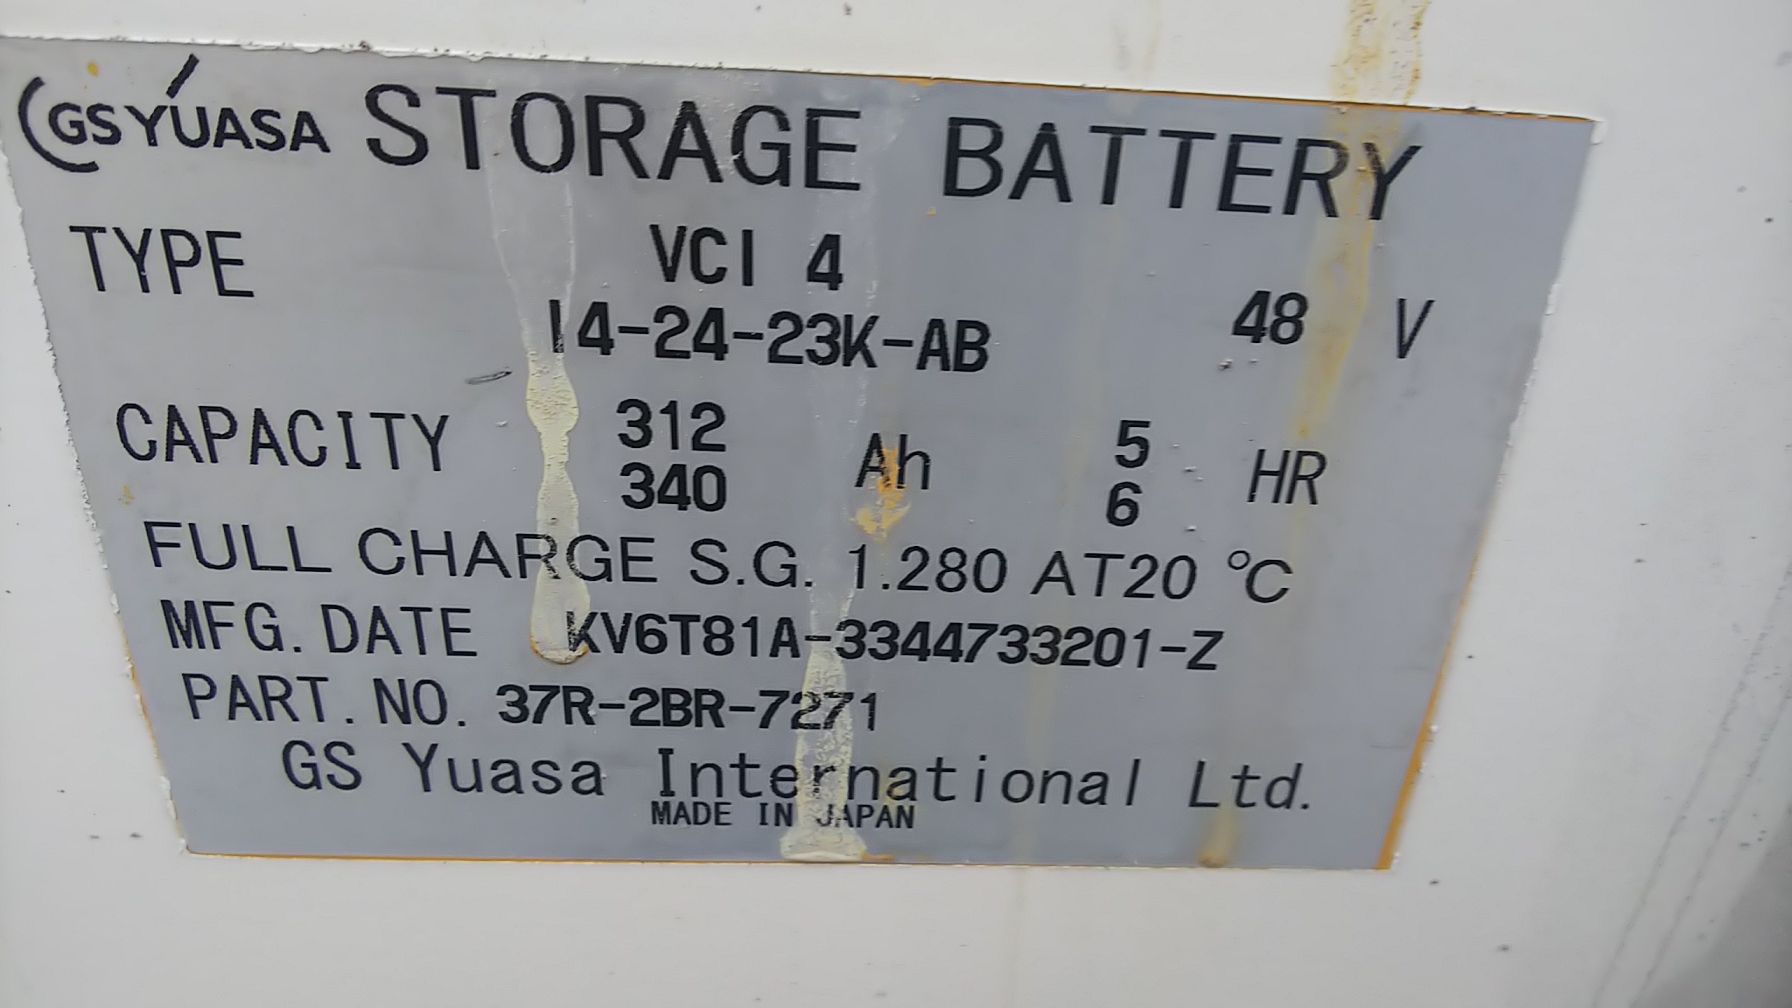 GS YUASA STORAGE BATTERY
TYPE VCI 4
14-24-23K-AB 48 V
CAPACITY 312 Ah 5 HR
340 6
FULL CHARGE S.G. 1.280 AT20 °C
MFG. DATE KV6T81A-3344733201-Z
PART. NO. 37R-2BR-7271
GS Yuasa International Ltd.
MADE IN JAPAN